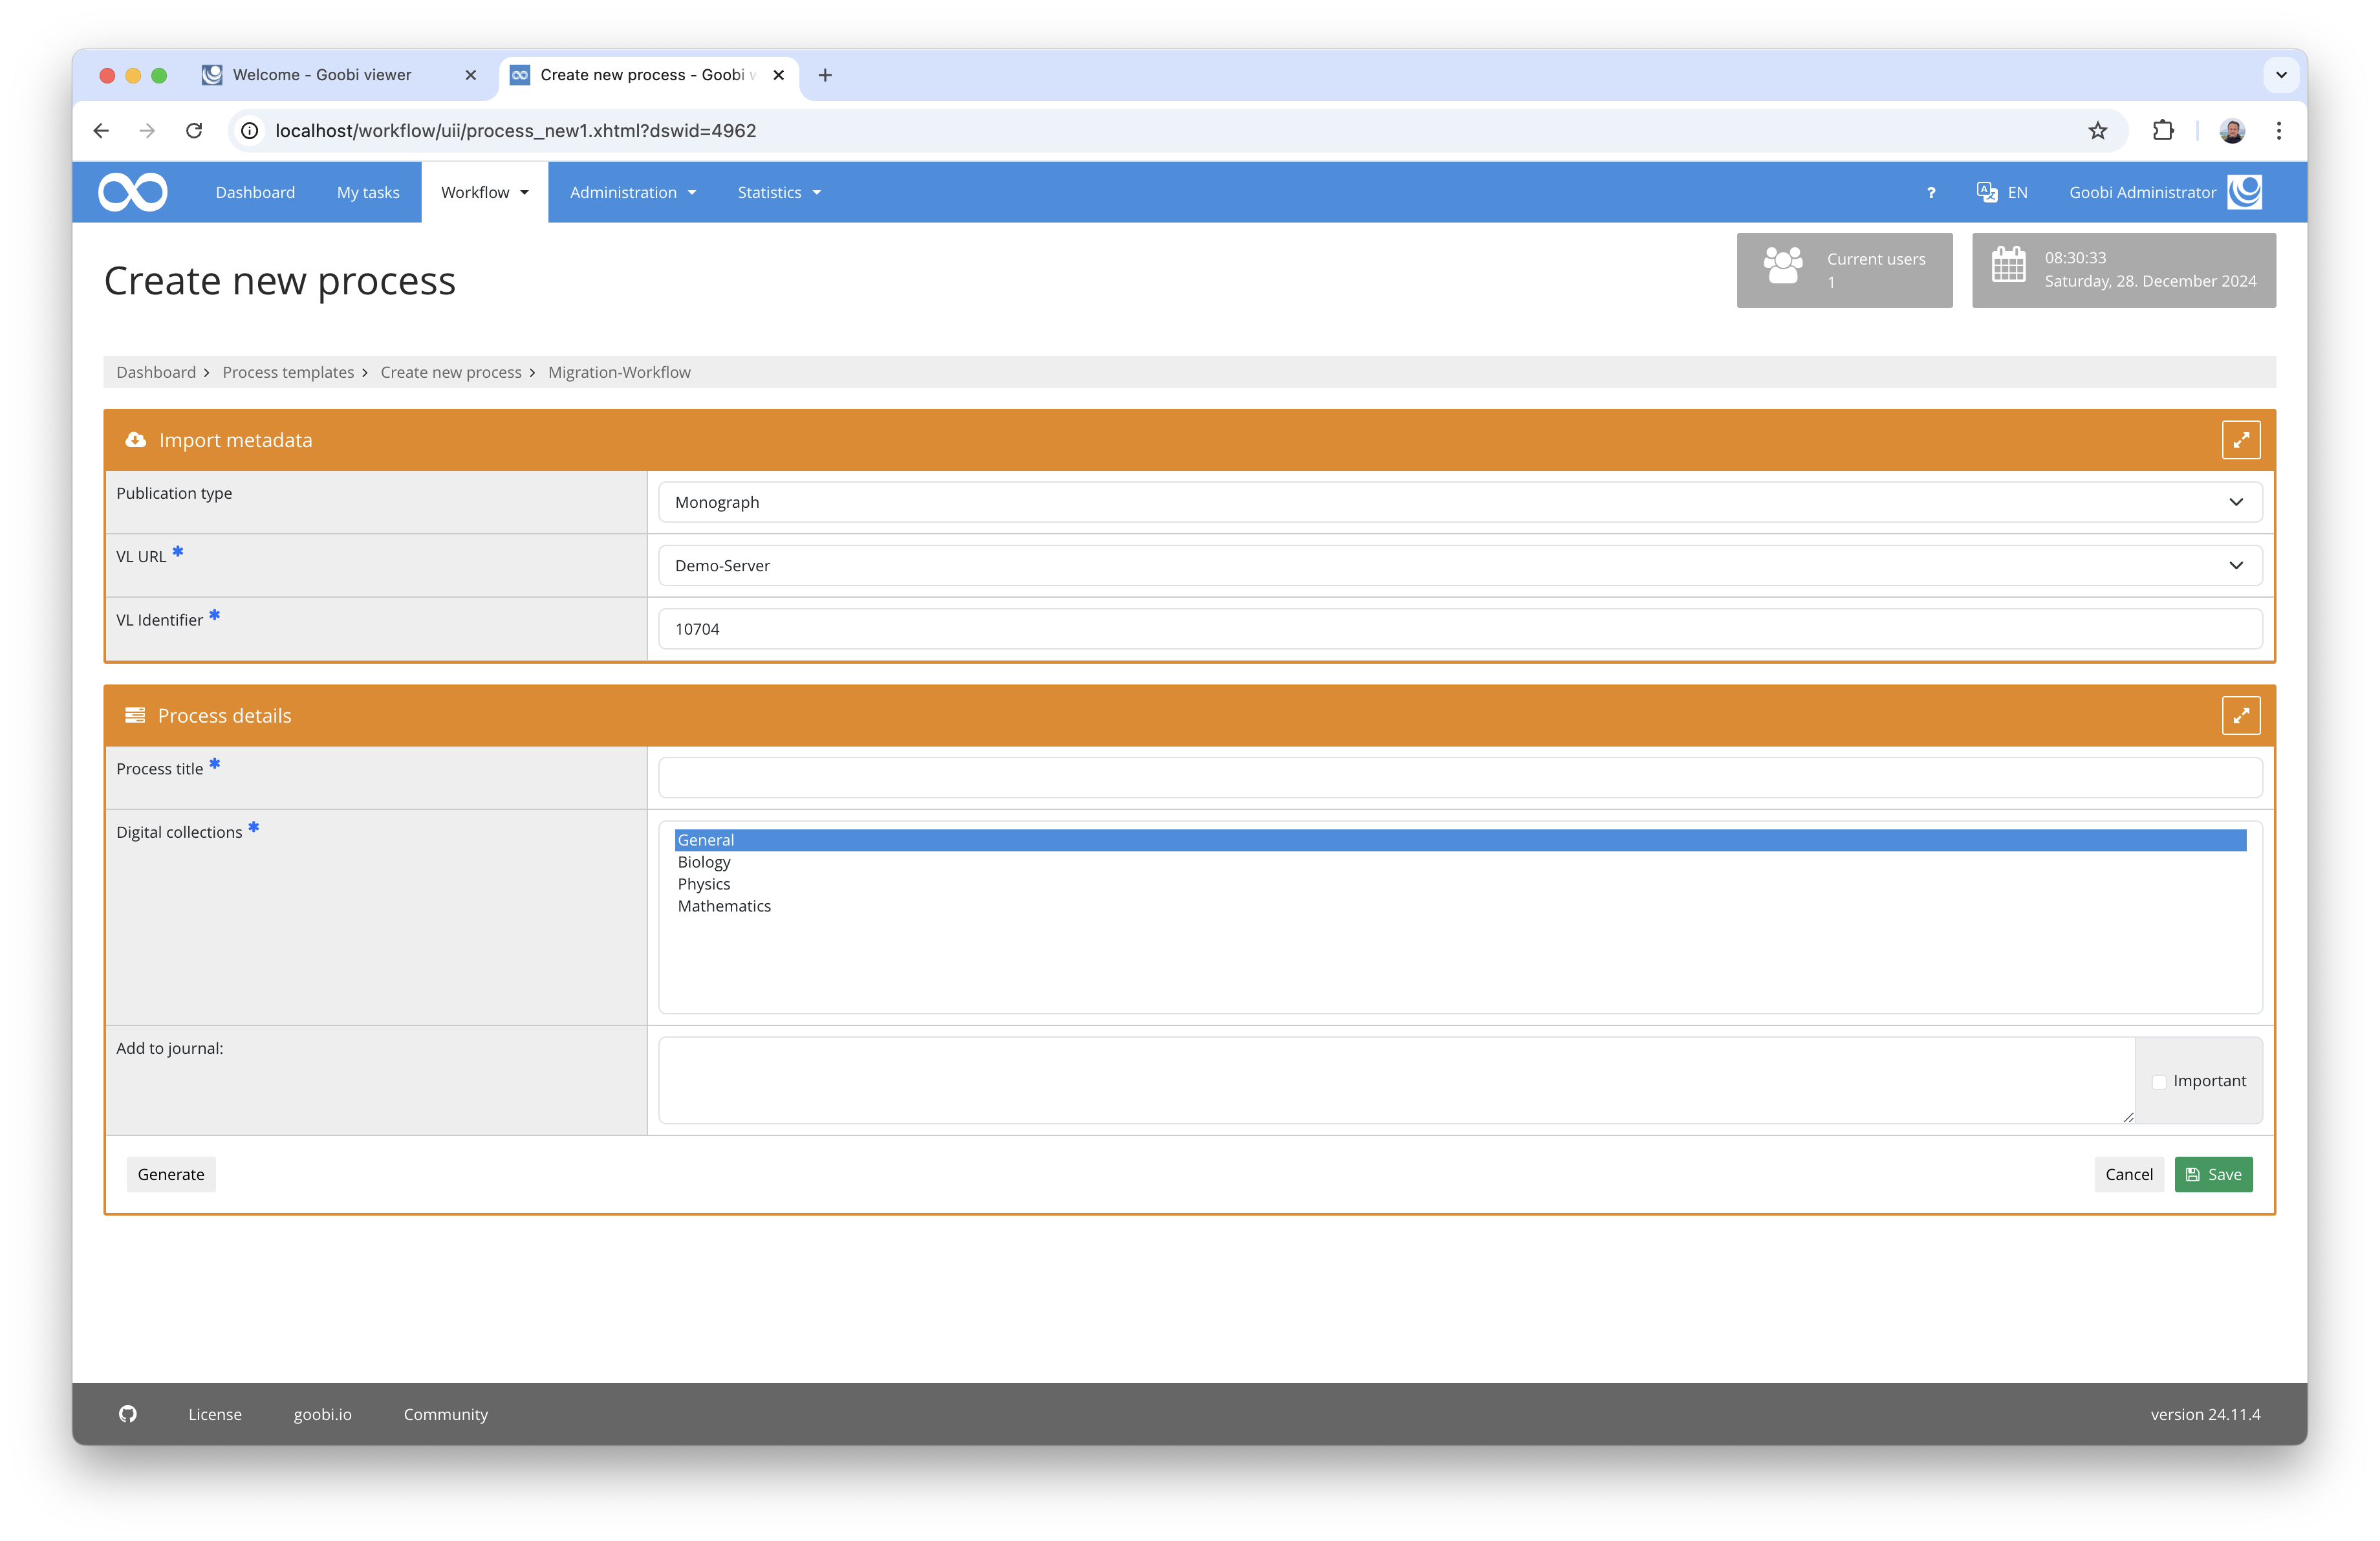 Welcome - Goobi viewer
Create new process - Goobi w
localhost/workflow/uii/process_new1.xhtml?dswid=4962
Dashboard My tasks Workflow Administration Statistics ? EN Goobi Administrator
Create new process
Current users
1
08:30:33
Saturday, 28. December 2024
Dashboard > Process templates > Create new process > Migration-Workflow
Import metadata
Publication type
Monograph
VL URL *
Demo-Server
VL Identifier *
10704
Process details
Process title *
Digital collections *
General
Biology
Physics
Mathematics
Add to journal:
Important
Generate
Cancel
Save
License goobi.io Community version 24.11.4